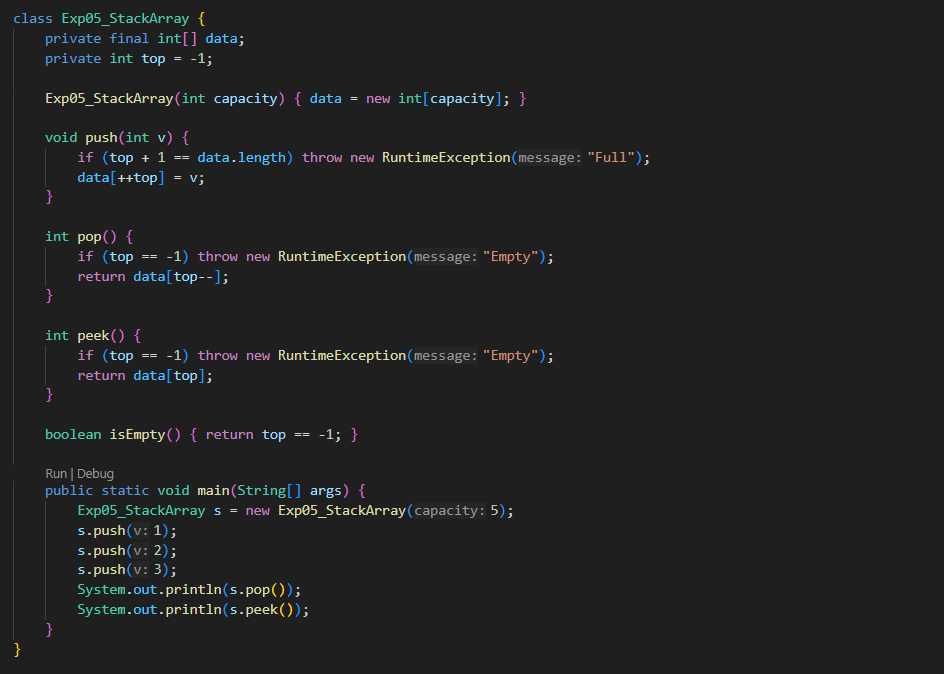 class Exp05_StackArray {
    private final int[] data;
    private int top = -1;

    Exp05_StackArray(int capacity) { data = new int[capacity]; }

    void push(int v) {
        if (top + 1 == data.length) throw new RuntimeException(message: "Full");
        data[++top] = v;
    }

    int pop() {
        if (top == -1) throw new RuntimeException(message: "Empty");
        return data[top--];
    }

    int peek() {
        if (top == -1) throw new RuntimeException(message: "Empty");
        return data[top];
    }

    boolean isEmpty() { return top == -1; }

    Run | Debug
    public static void main(String[] args) {
        Exp05_StackArray s = new Exp05_StackArray(capacity: 5);
        s.push(v: 1);
        s.push(v: 2);
        s.push(v: 3);
        System.out.println(s.pop());
        System.out.println(s.peek());
    }
}